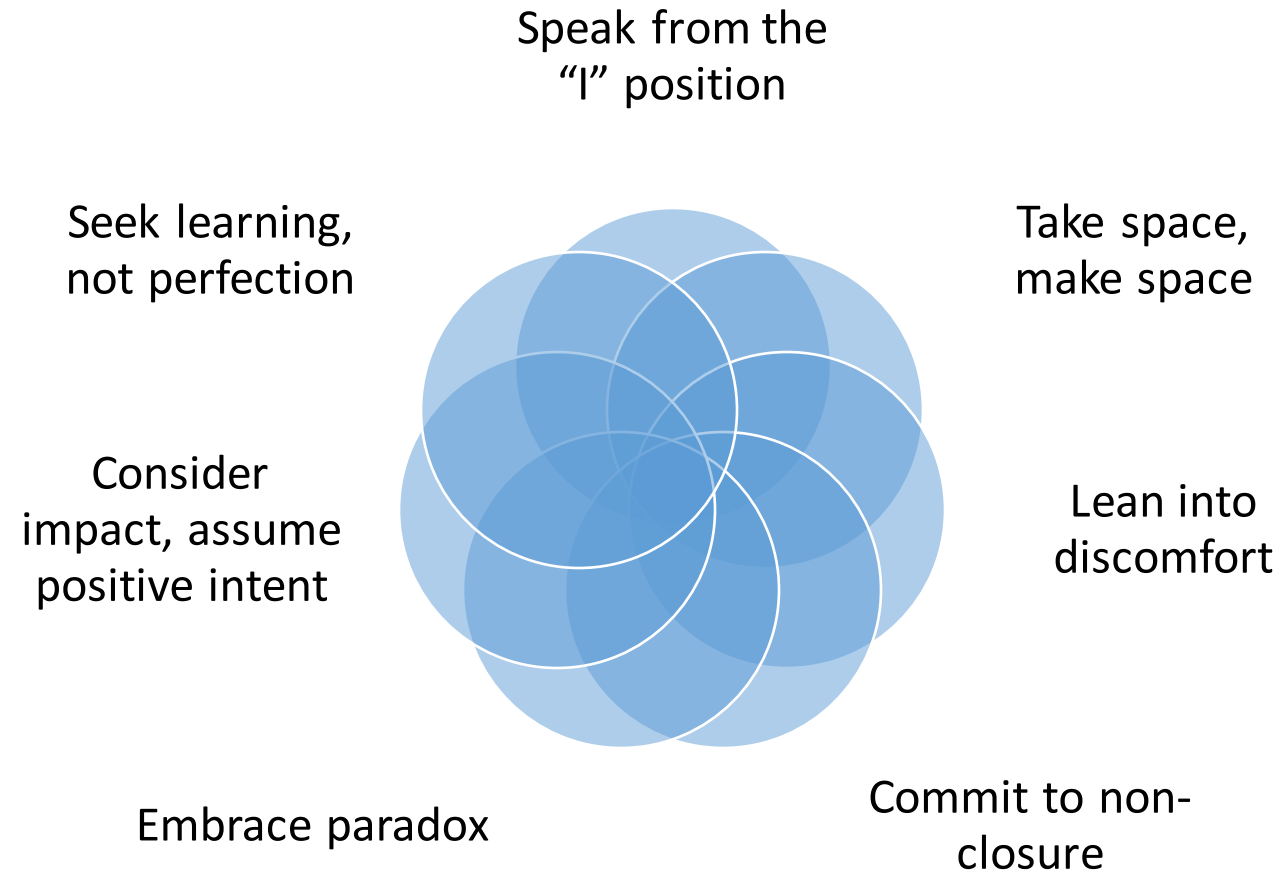 Speak from the
“I” position
Seek learning,
not perfection
Take space,
make space
Consider
impact, assume
positive intent
Lean into
discomfort
Embrace paradox
Commit to non-
closure